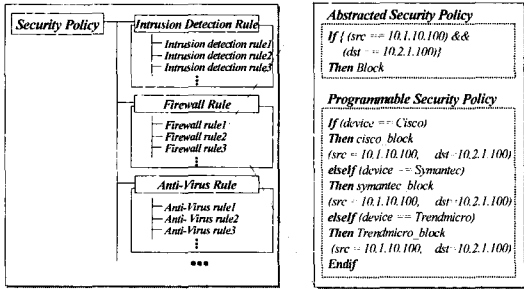 Security Policy
Intrusion Detection Rule
Intrusion detection rule1
Intrusion detection rule2
Intrusion detection rule3
Firewall Rule
Firewall rule1
Firewall rule2
Firewall rule3
Anti-Virus Rule
Anti-Virus rule1
Anti- Virus rule2
Anti-Virus rule3
Abstracted Security Policy
If { (src == 10.1.10.100) &&
(dst == 10.2.1.100)}
Then Block
Programmable Security Policy
If (device == Cisco)
Then cisco_block
(src = 10.1.10.100, dst=10.2.1.100)
elseIf (device == Symantec)
Then symantec_block
(src = 10.1.10.100, dst=10.2.1.100)
elseIf (device == Trendmicro)
Then Trendmicro_block
(src = 10.1.10.100, dst=10.2.1.100)
Endif